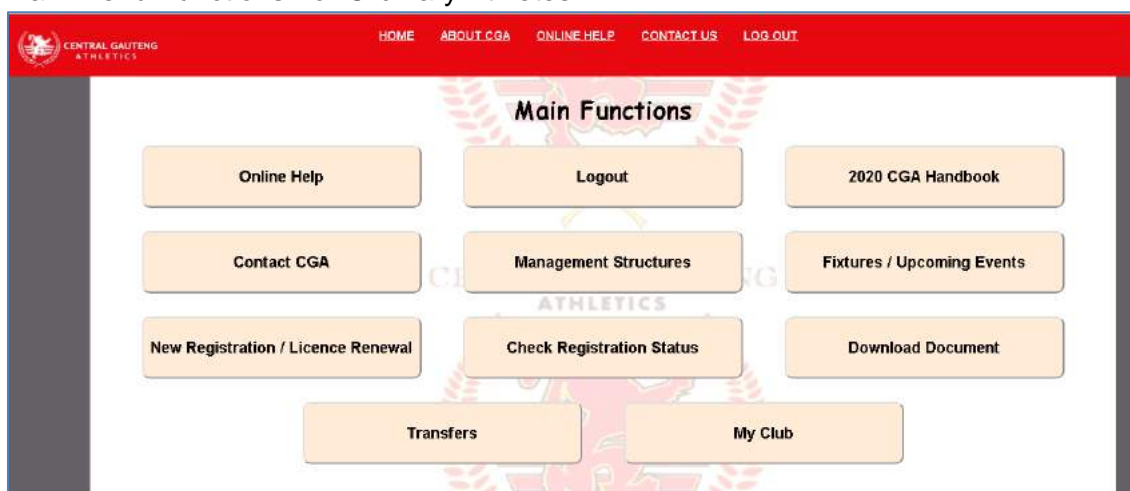 CENTRAL GAUTENG
ATHLETICS
HOME ABOUT CGA ONLINE HELP CONTACT US LOG OUT
Main Functions
Online Help Logout 2020 CGA Handbook
Contact CGA Management Structures Fixtures / Upcoming Events
ATHLETICS
New Registration / Licence Renewal Check Registration Status Download Document
Transfers My Club